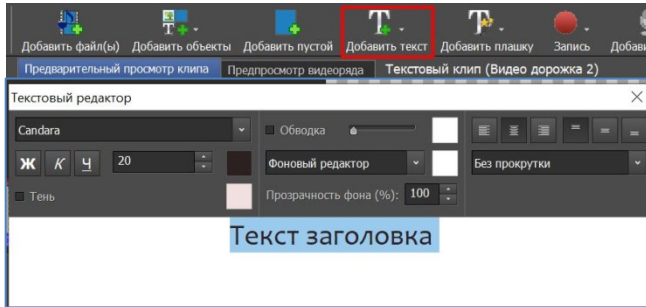 Добавить файл(ы) Добавить объекты Добавить пустой Добавить текст Добавить плашку Запись
Предварительный просмотр клипа Предпросмотр видеоряда Текстовый клип (Видео дорожка 2)
Текстовый редактор
Candara Обводка
Ж К Ч 20 Фоновый редактор Без прокрутки
Тень Прозрачность фона (%): 100
Текст заголовка